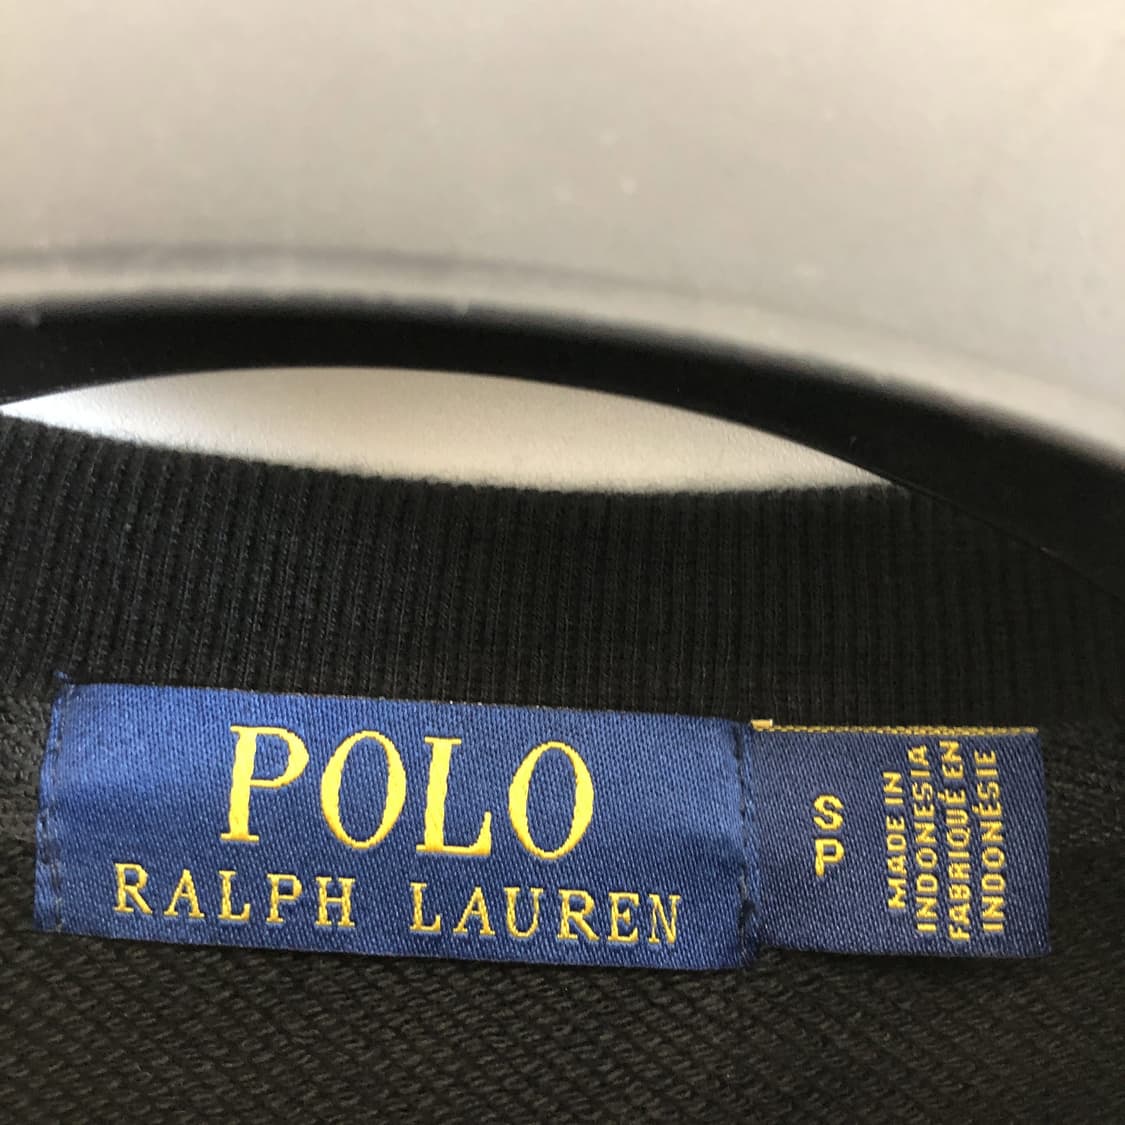 POLO
RALPH LAUREN
S
P
MADE IN
INDONESIA
FABRIQUÉ EN
INDONÉSIE